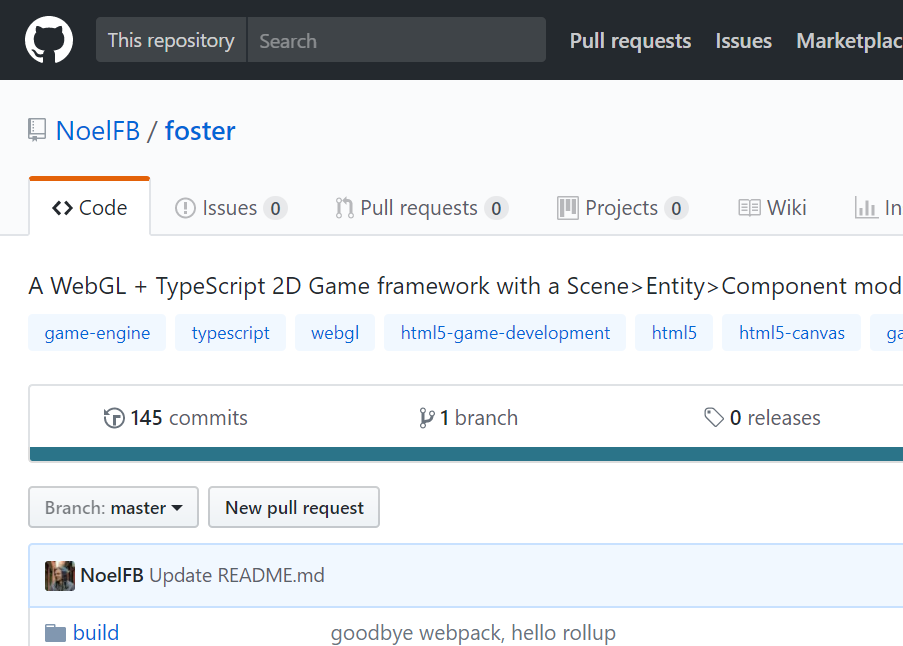 This repository Search Pull requests Issues Marketplac
NoelFB / foster
Code Issues 0 Pull requests 0 Projects 0 Wiki In
A WebGL + TypeScript 2D Game framework with a Scene>Entity>Component mod
game-engine typescript webgl html5-game-development html5 html5-canvas ga
145 commits 1 branch 0 releases
Branch: master New pull request
NoelFB Update README.md
build goodbye webpack, hello rollup